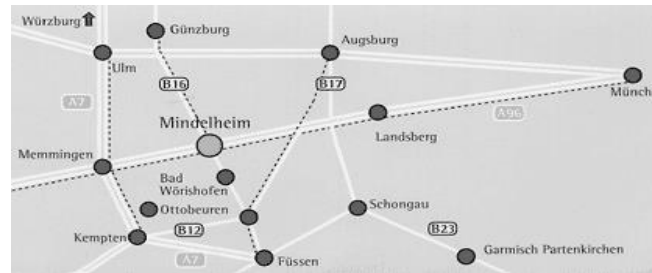 Würzburg
Günzburg
Augsburg
Ulm
B16
B17
Münch
A7
A96
Mindelheim
Landsberg
Memmingen
Bad
Wörishofen
Ottobeuren
Schongau
B12
B23
Kempten
A7
Füssen
Garmisch Partenkirchen